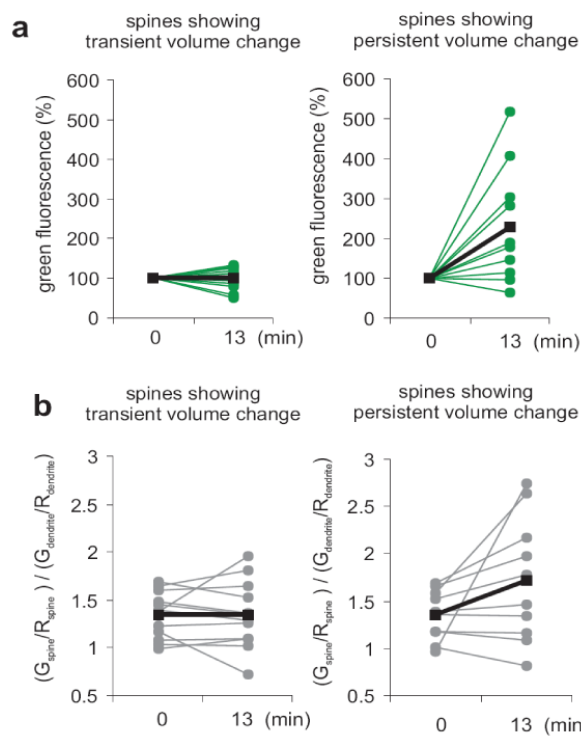 a
spines showing
transient volume change
spines showing
persistent volume change
green fluorescence (%)
600
500
400
300
200
100
0
0 13 (min)
green fluorescence (%)
600
500
400
300
200
100
0
0 13 (min)
b
spines showing
transient volume change
spines showing
persistent volume change
(Gspine/Rspine) / (Gdendrite/Rdendrite)
3
2.5
2
1.5
1
0.5
0 13 (min)
(Gspine/Rspine) / (Gdendrite/Rdendrite)
3
2.5
2
1.5
1
0.5
0 13 (min)